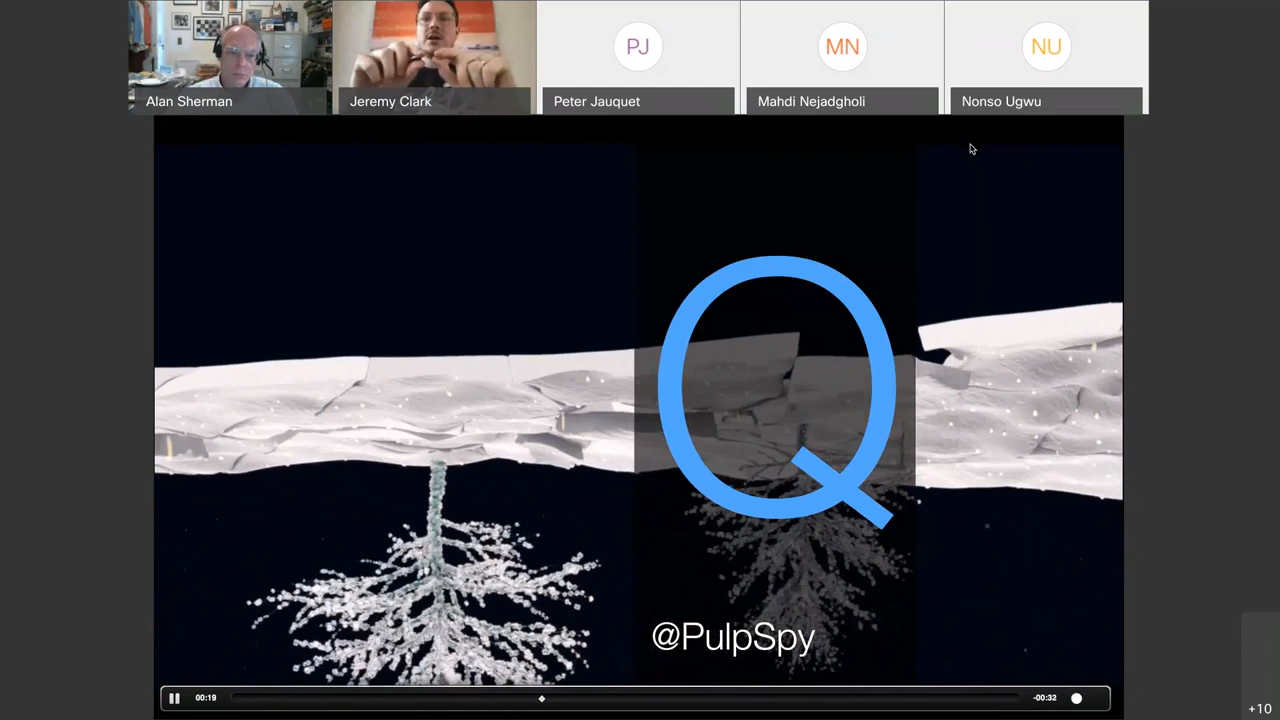 PJ
MN
NU
Alan Sherman
Jeremy Clark
Peter Jauquet
Mahdi Nejadgholi
Nonso Ugwu
Q
@PulpSpy
00:19
-00:32
+10